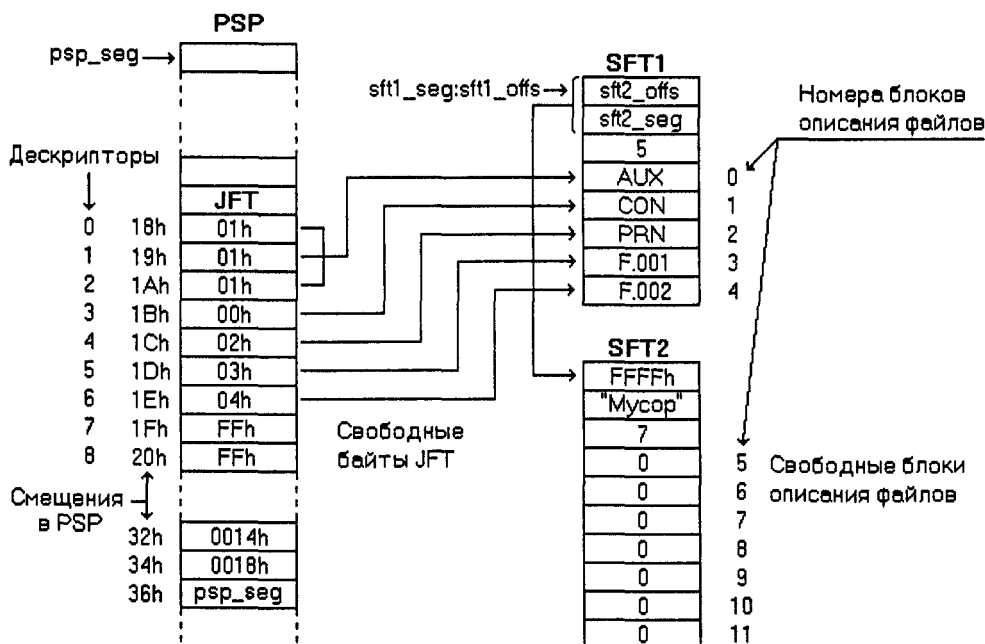 PSP
psp_seg
SFT1
sft1_seg:sft1_offs
sft2_offs
sft2_seg
5
Номера блоков
описания файлов
AUX 0
CON 1
PRN 2
F.001 3
F.002 4
Дескрипторы
JFT
0 18h 01h
1 19h 01h
2 1Ah 01h
3 1Bh 00h
4 1Ch 02h
5 1Dh 03h
6 1Eh 04h
7 1Fh FFh
8 20h FFh
Свободные
байты JFT
Смещения
в PSP
32h 0014h
34h 0018h
36h psp_seg
SFT2
FFFFh
"Мусор"
7
0 5
0 6
0 7
0 8
0 9
0 10
0 11
Свободные блоки
описания файлов